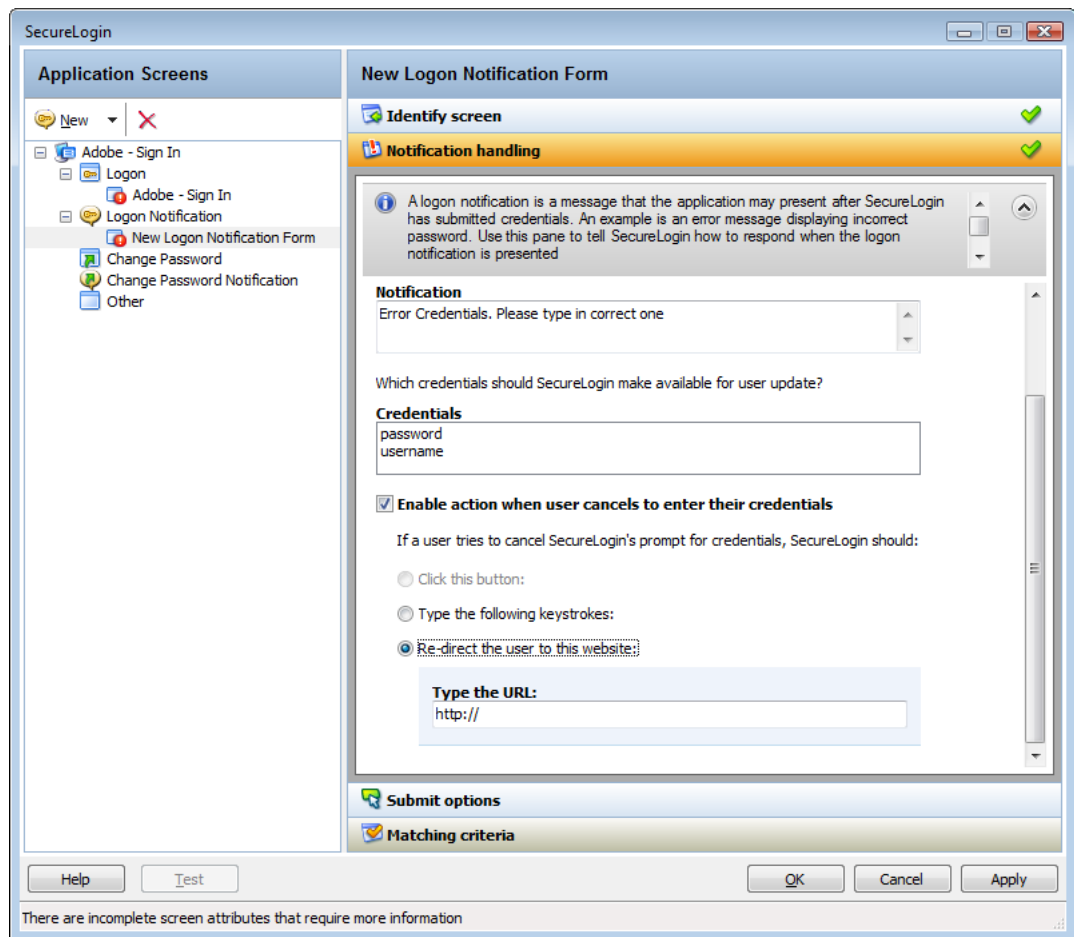 SecureLogin
Application Screens
New
Adobe - Sign In
Logon
Adobe - Sign In
Logon Notification
New Logon Notification Form
Change Password
Change Password Notification
Other
New Logon Notification Form
Identify screen
Notification handling
A logon notification is a message that the application may present after SecureLogin
has submitted credentials. An example is an error message displaying incorrect
password. Use this pane to tell SecureLogin how to respond when the logon
notification is presented
Notification
Error Credentials. Please type in correct one
Which credentials should SecureLogin make available for user update?
Credentials
password
username
Enable action when user cancels to enter their credentials
If a user tries to cancel SecureLogin's prompt for credentials, SecureLogin should:
Click this button:
Type the following keystrokes:
Re-direct the user to this website:
Type the URL:
http://
Submit options
Matching criteria
Help
Test
OK
Cancel
Apply
There are incomplete screen attributes that require more information